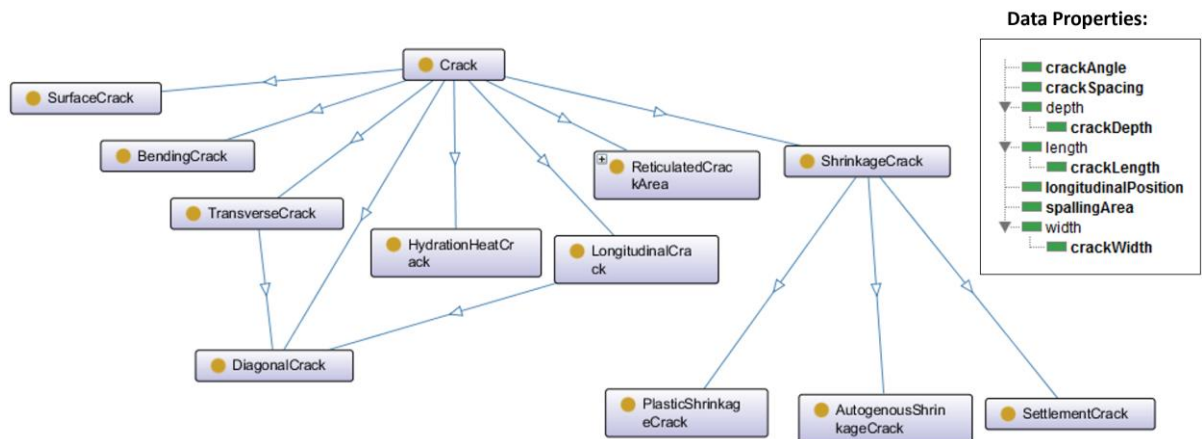 Data Properties:
Crack
SurfaceCrack
BendingCrack
TransverseCrack
HydrationHeatCr
ack
LongitudinalCra
ck
ReticulatedCrac
kArea
ShrinkageCrack
DiagonalCrack
PlasticShrinkag
eCrack
AutogenousShrin
kageCrack
SettlementCrack
crackAngle
crackSpacing
depth
crackDepth
length
crackLength
longitudinalPosition
spallingArea
width
crackWidth